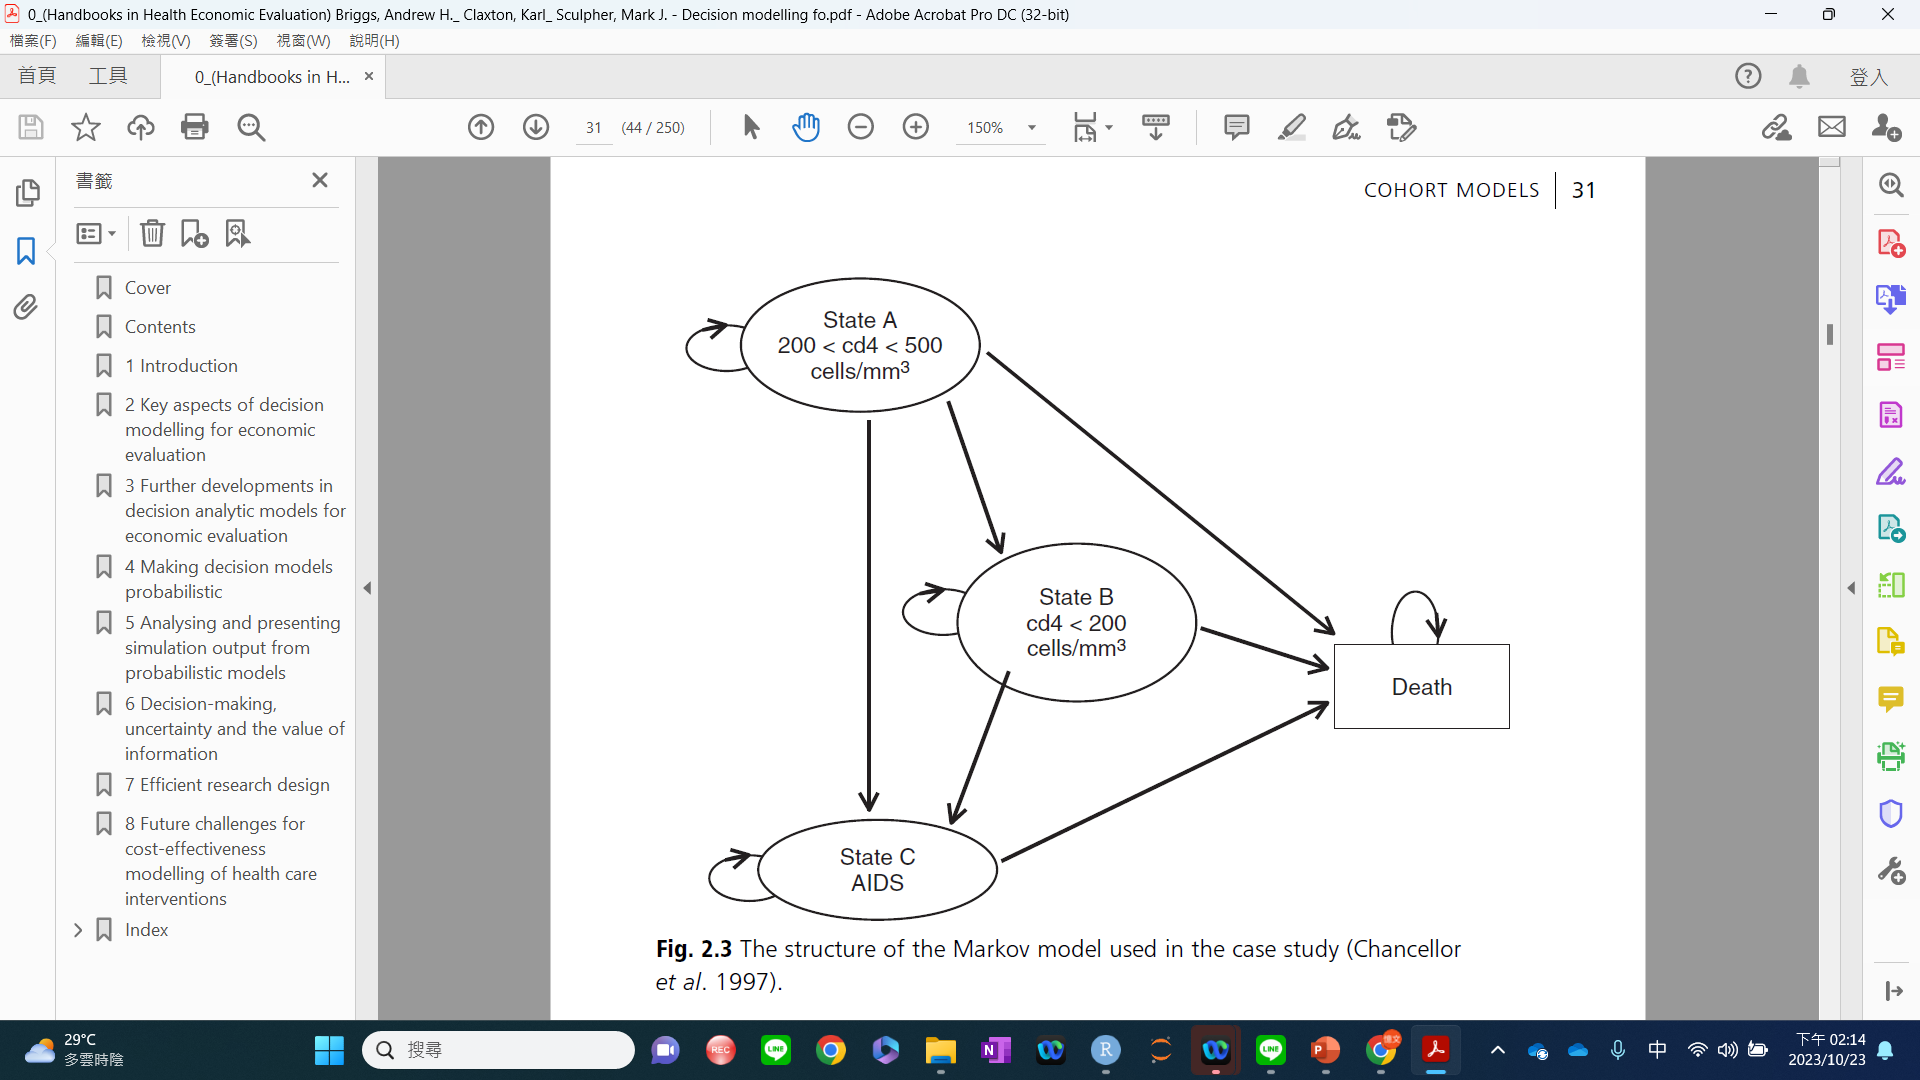 0_(Handbooks in Health Economic Evaluation) Briggs, Andrew H._ Claxton, Karl_ Sculpher, Mark J. - Decision modelling fo.pdf - Adobe Acrobat Pro DC (32-bit)
檔案(F) 編輯(E) 檢視(V) 簽署(S) 視窗(W) 說明(H)
首頁 工具 0_(Handbooks in H... 登入
31 (44 / 250) 150%
書籤
Cover
Contents
1 Introduction
2 Key aspects of decision
modelling for economic
evaluation
3 Further developments in
decision analytic models for
economic evaluation
4 Making decision models
probabilistic
5 Analysing and presenting
simulation output from
probabilistic models
6 Decision-making,
uncertainty and the value of
information
7 Efficient research design
8 Future challenges for
cost-effectiveness
modelling of health care
interventions
Index
COHORT MODELS 31
State A
200 < cd4 < 500
cells/mm³
State B
cd4 < 200
cells/mm³
Death
State C
AIDS
Fig. 2.3 The structure of the Markov model used in the case study (Chancellor
et al. 1997).
29°C
多雲時陰
搜尋
REC
LINE
N
R
LINE
P
中
下午 02:14
2023/10/23